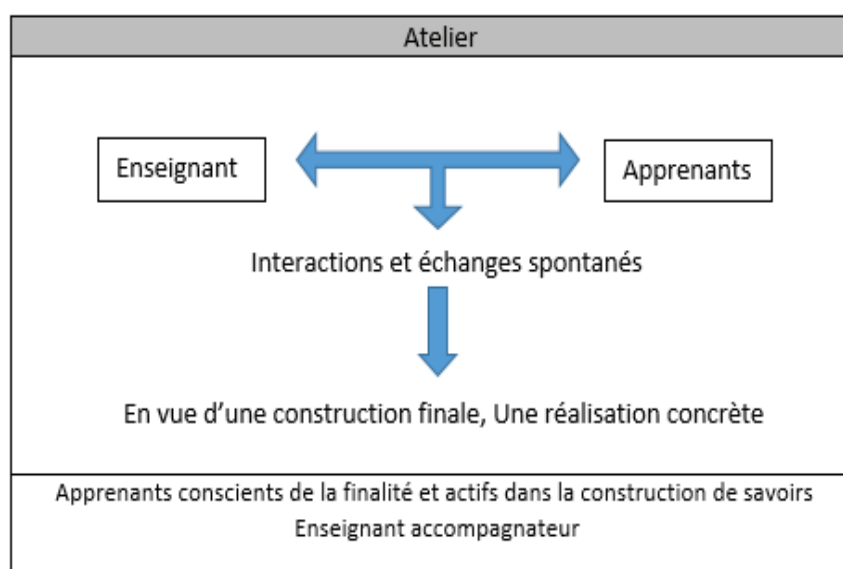 Atelier
Enseignant
Apprenants
Interactions et échanges spontanés
En vue d’une construction finale, Une réalisation concrète
Apprenants conscients de la finalité et actifs dans la construction de savoirs
Enseignant accompagnateur